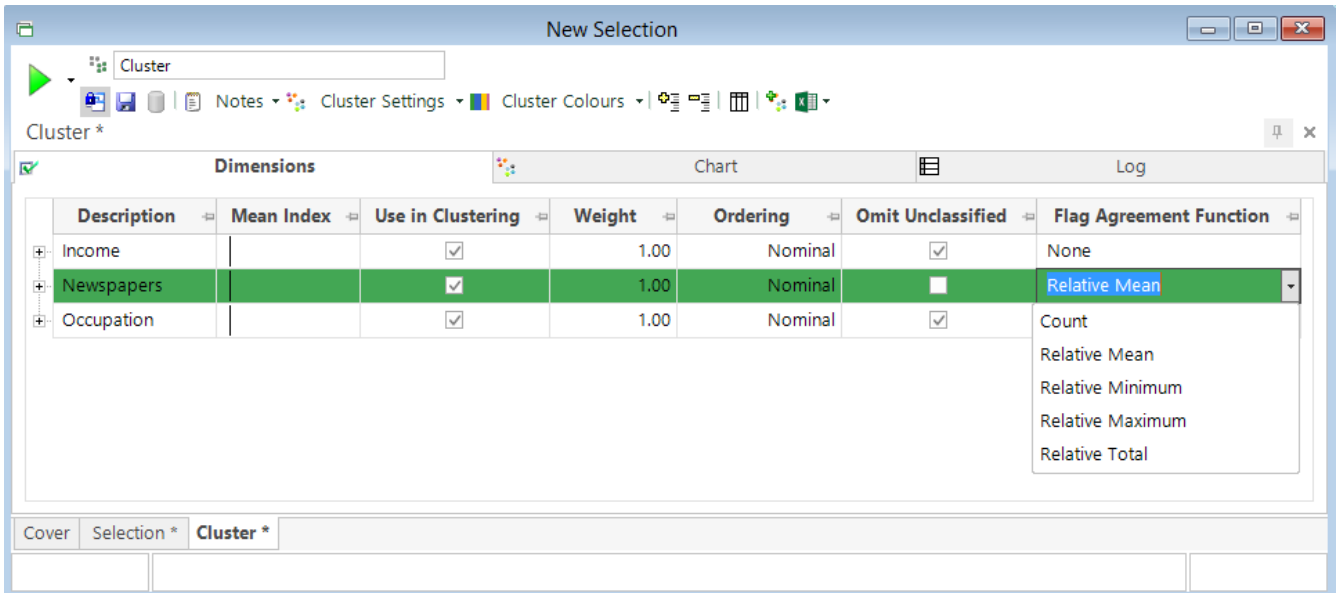 New Selection
Cluster
Notes Cluster Settings Cluster Colours
Cluster *
Dimensions Chart Log
Description Mean Index Use in Clustering Weight Ordering Omit Unclassified Flag Agreement Function
Income 1.00 Nominal None
Newspapers 1.00 Nominal Relative Mean
Occupation 1.00 Nominal Count
Relative Mean
Relative Minimum
Relative Maximum
Relative Total
Cover Selection * Cluster *